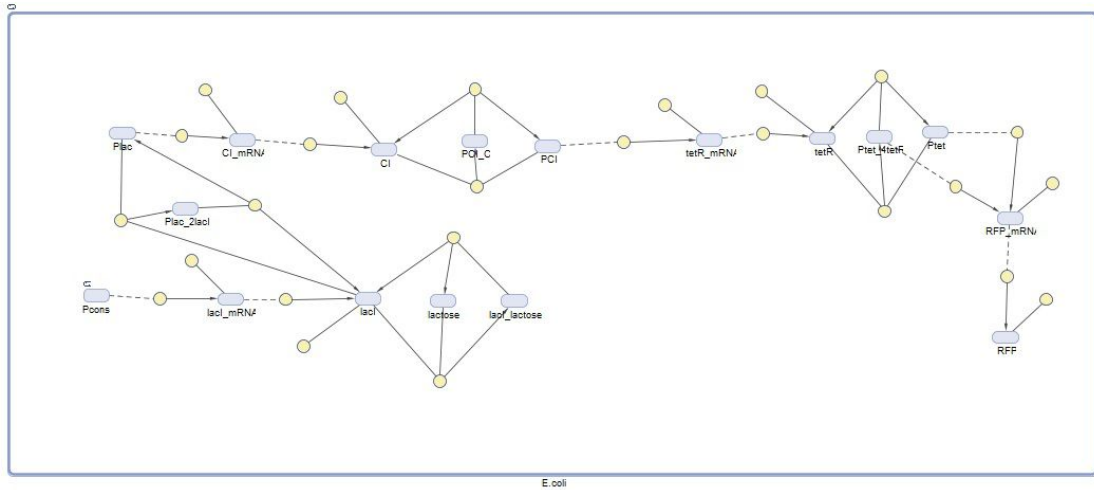 Plac
CI_mRNA
CI
PCI_C
PCI
tetR_mRNA
tetR
Ptet_4tetR
Ptet
Plac_2lacI
RFP_mRNA
Pcons
lacI_mRNA
lacI
lactose
lacI_lactose
RFP
E.coli